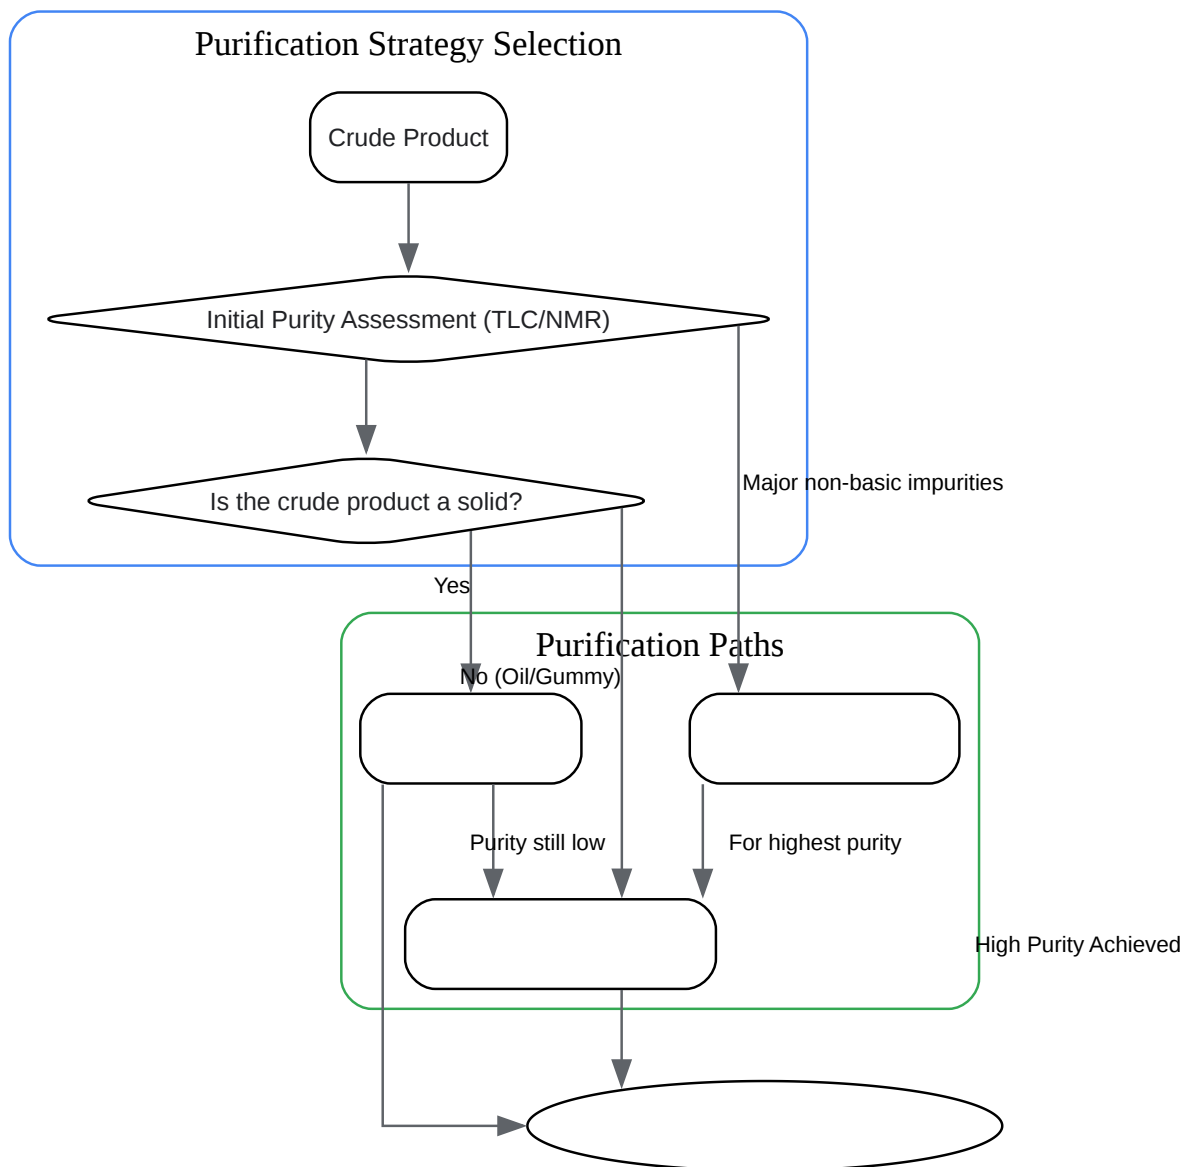 Purification Strategy Selection
Crude Product
Initial Purity Assessment (TLC/NMR)
Major non-basic impurities
Is the crude product a solid?
Yes
Purification Paths
No (Oil/Gummy)
Purity still low
For highest purity
High Purity Achieved